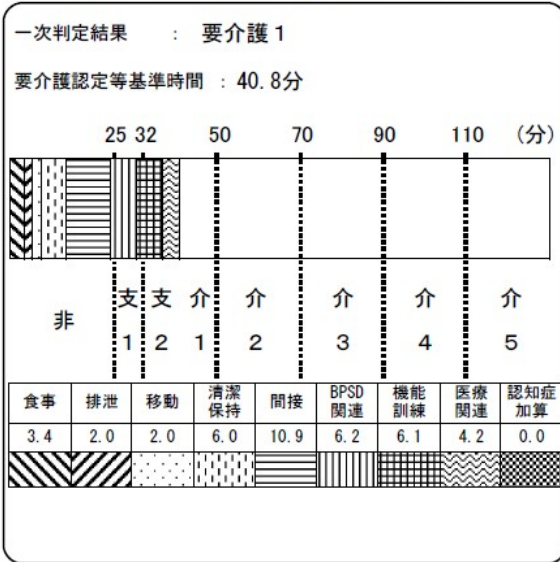 一次判定結果 : 要介護1
要介護認定等基準時間 : 40.8分
25 32 50 70 90 110 (分)
非 支1 支2 介1 介2 介3 介4 介5
食事 排泄 移動 清潔保持 間接 BPSD関連 機能訓練 医療関連 認知症加算
3.4 2.0 2.0 6.0 10.9 6.2 6.1 4.2 0.0